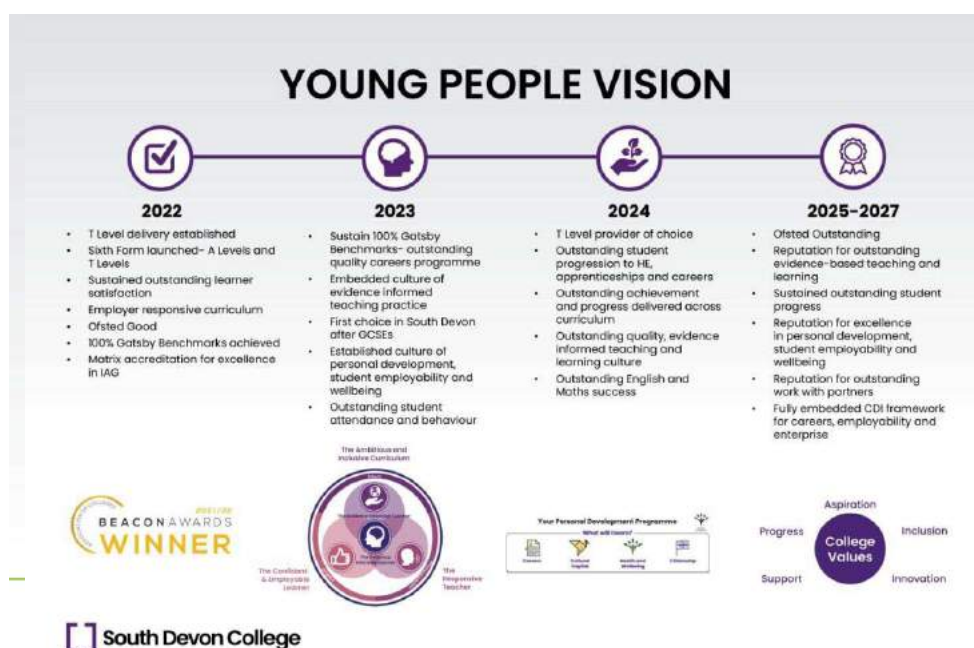 YOUNG PEOPLE VISION
2022
• T Level delivery established
• Sixth Form launched- A Levels and
T Levels
• Sustained outstanding learner
satisfaction
• Employer responsive curriculum
• Ofsted Good
• 100% Gatsby Benchmarks achieved
• Matrix accreditation for excellence
in IAG
2023
• Sustain 100% Gatsby
Benchmarks- outstanding
quality careers programme
• Embedded culture of
evidence informed
teaching practice
• First choice in South Devon
after GCSEs
• Established culture of
personal development,
student employability and
wellbeing
• Outstanding student
attendance and behaviour
2024
• T Level provider of choice
• Outstanding student
progression to HE,
apprenticeships and careers
• Outstanding achievement
and progress delivered across
curriculum
• Outstanding quality, evidence
informed teaching and
learning culture
• Outstanding English and
Maths success
2025-2027
• Ofsted Outstanding
• Reputation for outstanding
evidence-based teaching and
learning
• Sustained outstanding student
progress
• Reputation for excellence
in personal development,
student employability and
wellbeing
• Reputation for outstanding
work with partners
• Fully embedded CDI framework
for careers, employability and
enterprise
BEACON AWARDS
WINNER
The Ambitious and
Inclusive Curriculum
The Confident
& Employable
Learner
The
Responsive
Teacher
Your Personal Development Programme
What will I learn?
Careers
Cultural
Capital
Health and
Wellbeing
Citizenship
Aspiration
Progress
Inclusion
College
Values
Support
Innovation
South Devon College